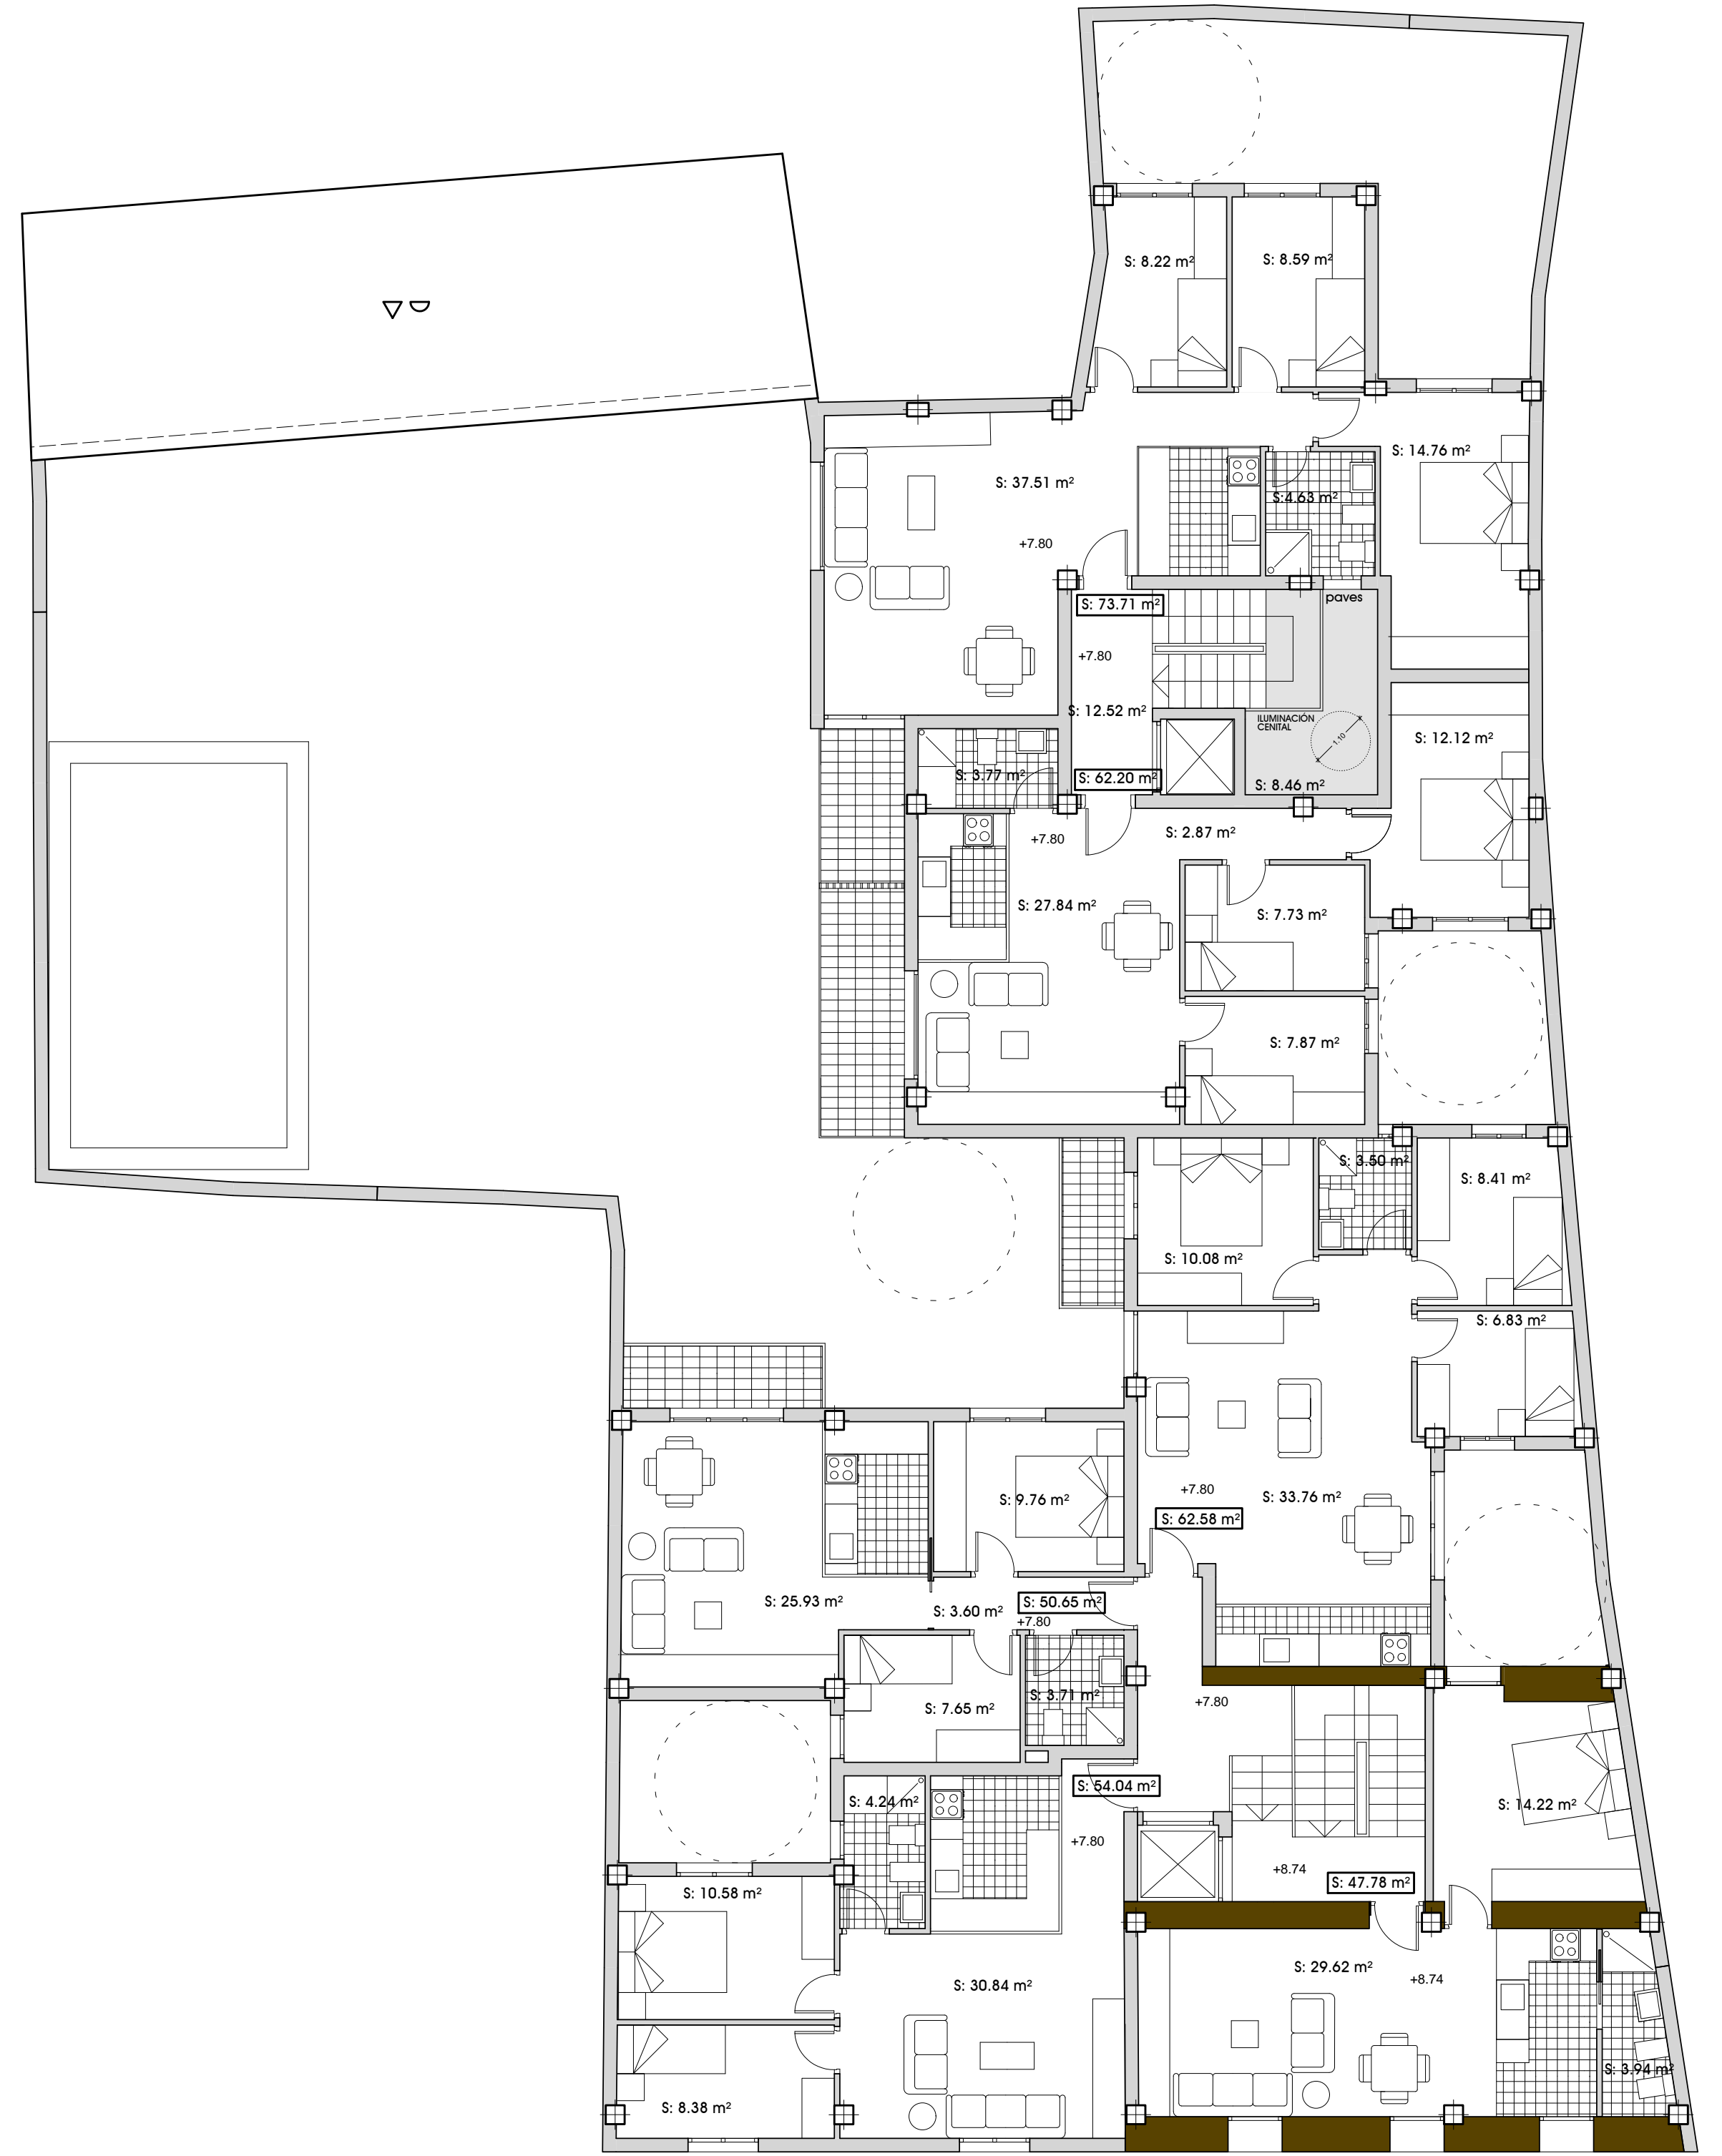 S: 8.22 m²
S: 8.59 m²
S: 14.76 m²
S: 37.51 m²
S:4.63 m²
+7.80
paves
S: 73.71 m²
+7.80
S: 12.52 m²
ILUMINACIÓN
CENITAL
1.10
S: 12.12 m²
S: 3.77 m²
S: 62.20 m²
S: 8.46 m²
+7.80
S: 2.87 m²
S: 27.84 m²
S: 7.73 m²
S: 7.87 m²
S: 3.50 m²
S: 8.41 m²
S: 10.08 m²
S: 6.83 m²
+7.80
S: 33.76 m²
S: 9.76 m²
S: 62.58 m²
S: 25.93 m²
S: 3.60 m²
S: 50.65 m²
+7.80
S: 7.65 m²
S: 3.71 m²
+7.80
S: 54.04 m²
S: 4.24 m²
S: 14.22 m²
+7.80
+8.74
S: 47.78 m²
S: 10.58 m²
S: 29.62 m²
+8.74
S: 30.84 m²
S: 3.94 m²
S: 8.38 m²